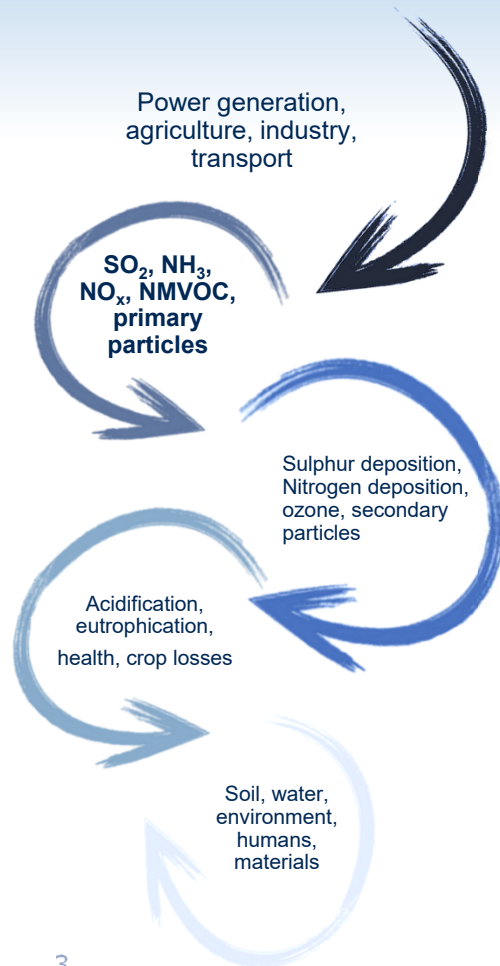 Power generation,
agriculture, industry,
transport
SO₂, NH₃,
NOₓ, NMVOC,
primary
particles
Sulphur deposition,
Nitrogen deposition,
ozone, secondary
particles
Acidification,
eutrophication,
health, crop losses
Soil, water,
environment,
humans,
materials
3